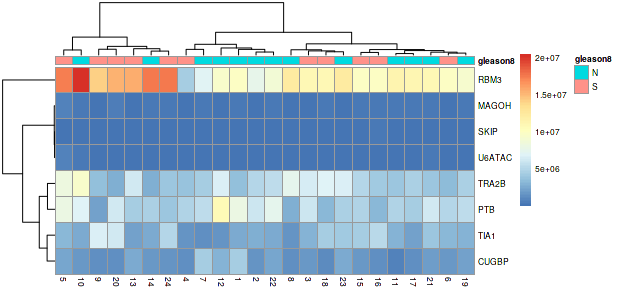 gleason8
RBM3
MAGOH
SKIP
U6ATAC
TRA2B
PTB
TIA1
CUGBP
5 10 9 20 13 14 24 4 7 12 1 2 22 8 3 18 23 15 16 11 17 21 6 19
2e+07
1.5e+07
1e+07
5e+06
gleason8
N
S